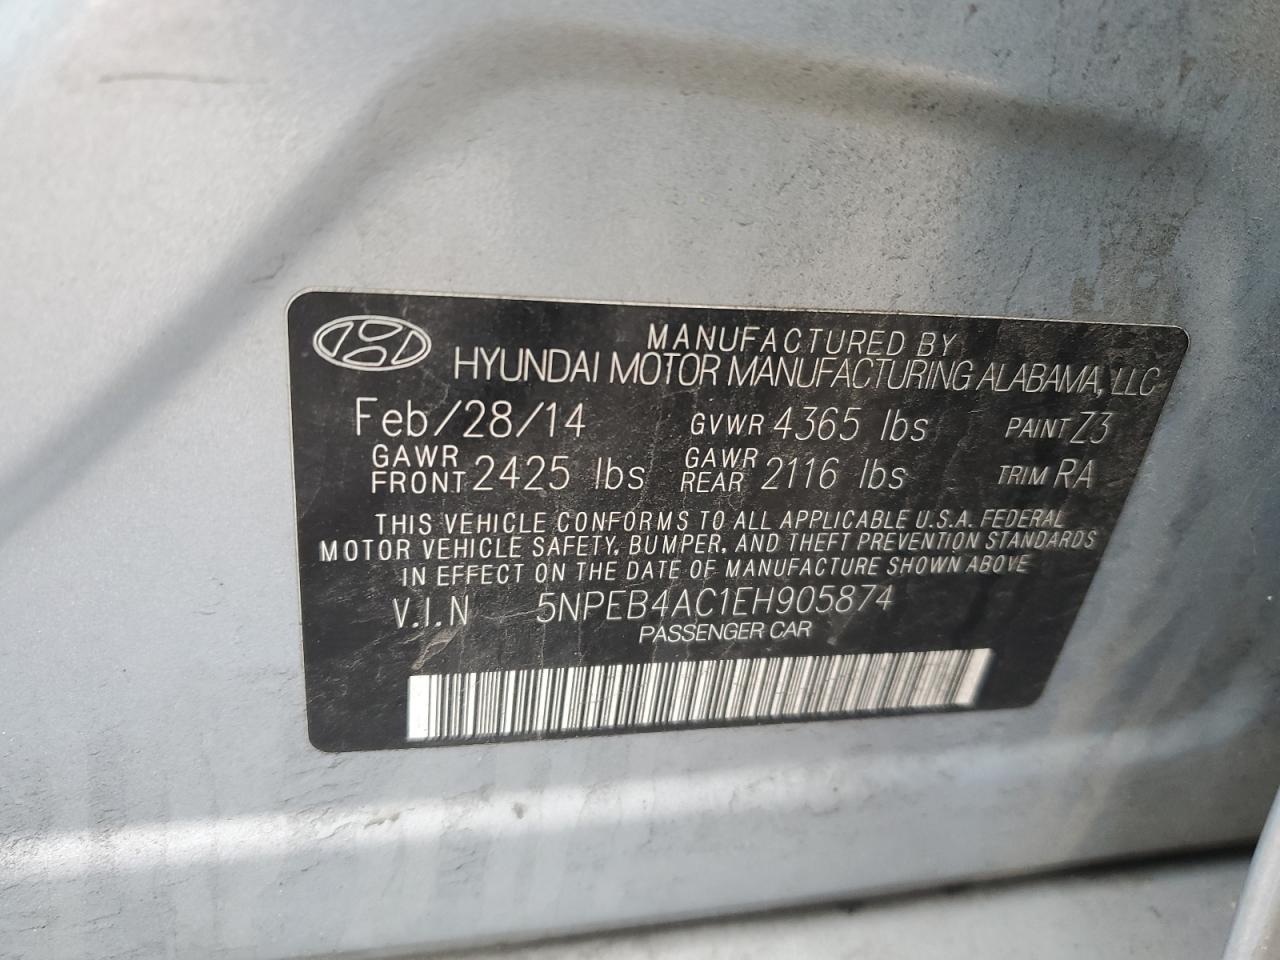 MANUFACTURED BY
HYUNDAI MOTOR MANUFACTURING ALABAMA, LLC
Feb/28/14 GVWR 4365 lbs PAINT Z3
GAWR FRONT 2425 lbs GAWR REAR 2116 lbs TRIM RA
THIS VEHICLE CONFORMS TO ALL APPLICABLE U.S.A. FEDERAL
MOTOR VEHICLE SAFETY, BUMPER, AND THEFT PREVENTION STANDARDS
IN EFFECT ON THE DATE OF MANUFACTURE SHOWN ABOVE
V.I.N 5NPEB4AC1EH905874
PASSENGER CAR